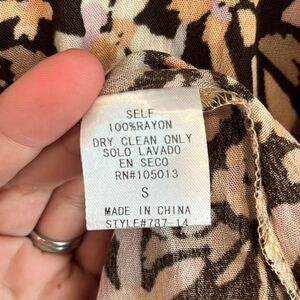 SELF
100%RAYON
DRY CLEAN ONLY
SOLO LAVADO
EN SECO
RN#105013
S
MADE IN CHINA
STYLE#787-14